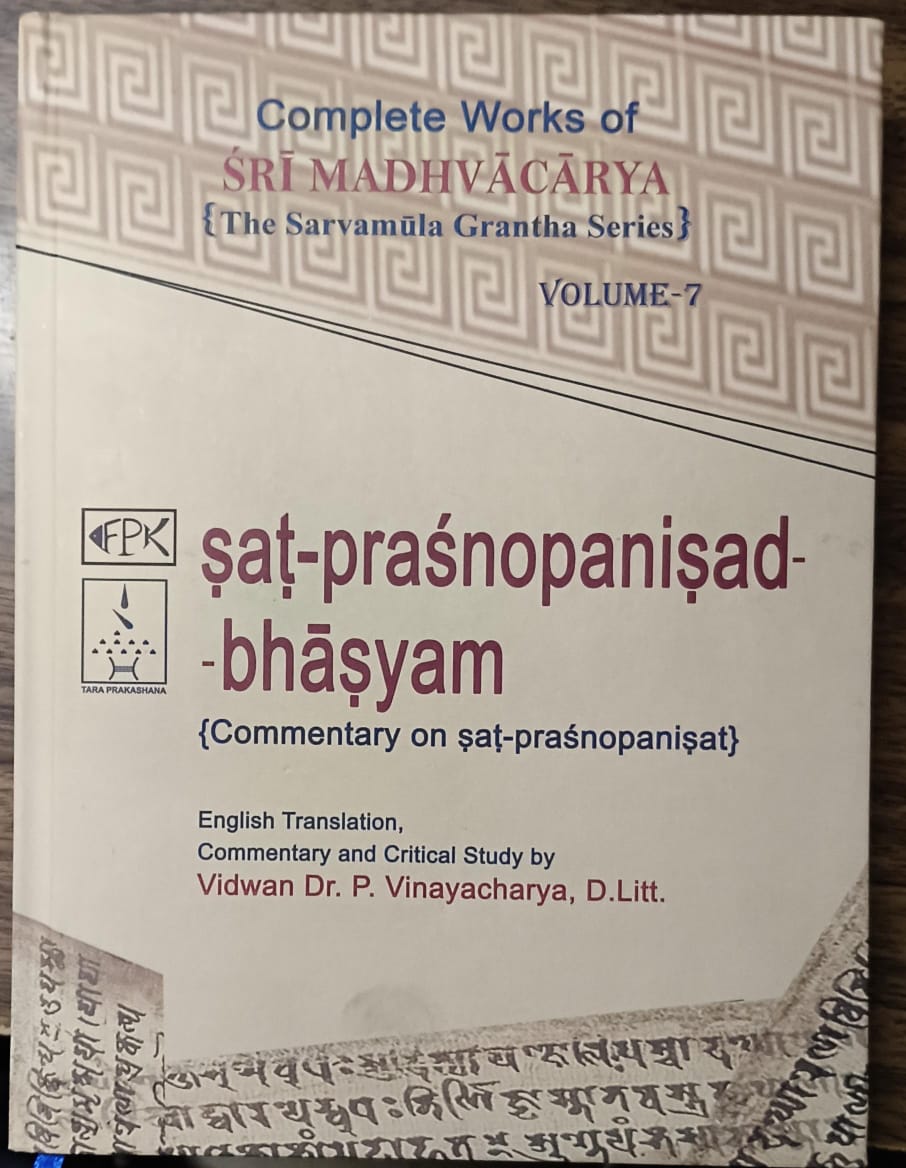 Complete Works of
ŚRĪ MADHVĀCĀRYA
{The Sarvamūla Grantha Series}
VOLUME-7
FPK
ṣaṭ-praśnopaniṣad-
-bhāṣyam
TARA PRAKASHANA
{Commentary on ṣaṭ-praśnopaniṣat}
English Translation,
Commentary and Critical Study by
Vidwan Dr. P. Vinayacharya, D.Litt.